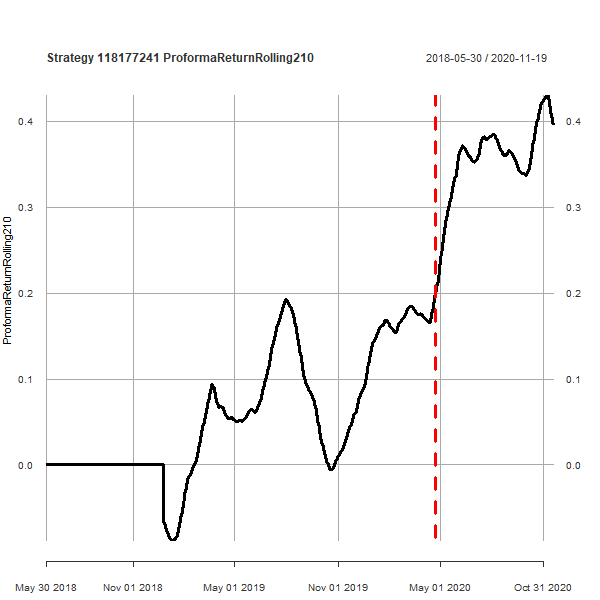 Strategy 118177241 ProformaReturnRolling210
2018-05-30 / 2020-11-19
ProformaReturnRolling210
0.4
0.3
0.2
0.1
0.0
0.4
0.3
0.2
0.1
0.0
May 30 2018
Nov 01 2018
May 01 2019
Nov 01 2019
May 01 2020
Oct 31 2020